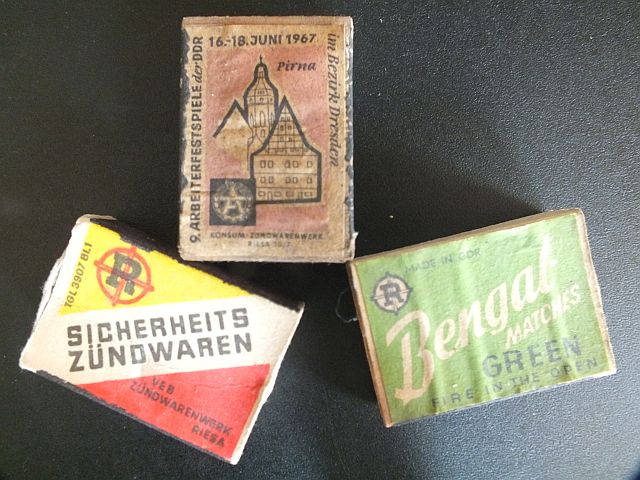 16.-18. JUNI 1967
Pirna
im Bezirk Dresden
9. ARBEITERFESTSPIELE der DDR
KONSUM-ZÜNDWARENWERK
RIESA
TGL 3907 Bl.1
R
SICHERHEITS
ZÜNDWAREN
VEB
ZÜNDWARENWERK
RIESA
MADE IN GDR
R
Bengal
MATCHES
GREEN
FIRE IN THE OPEN